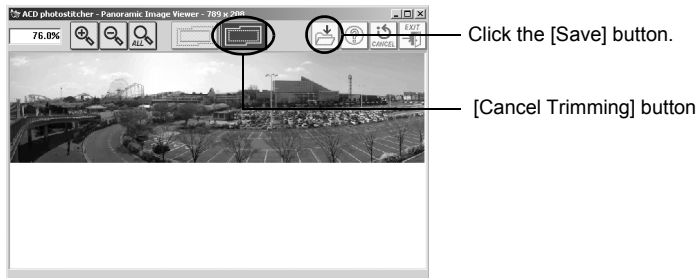 ACD photostitcher - Panoramic Image Viewer - 789 x 208
76.0%
ALL
?
CANCEL
EXIT
Click the [Save] button.
[Cancel Trimming] button